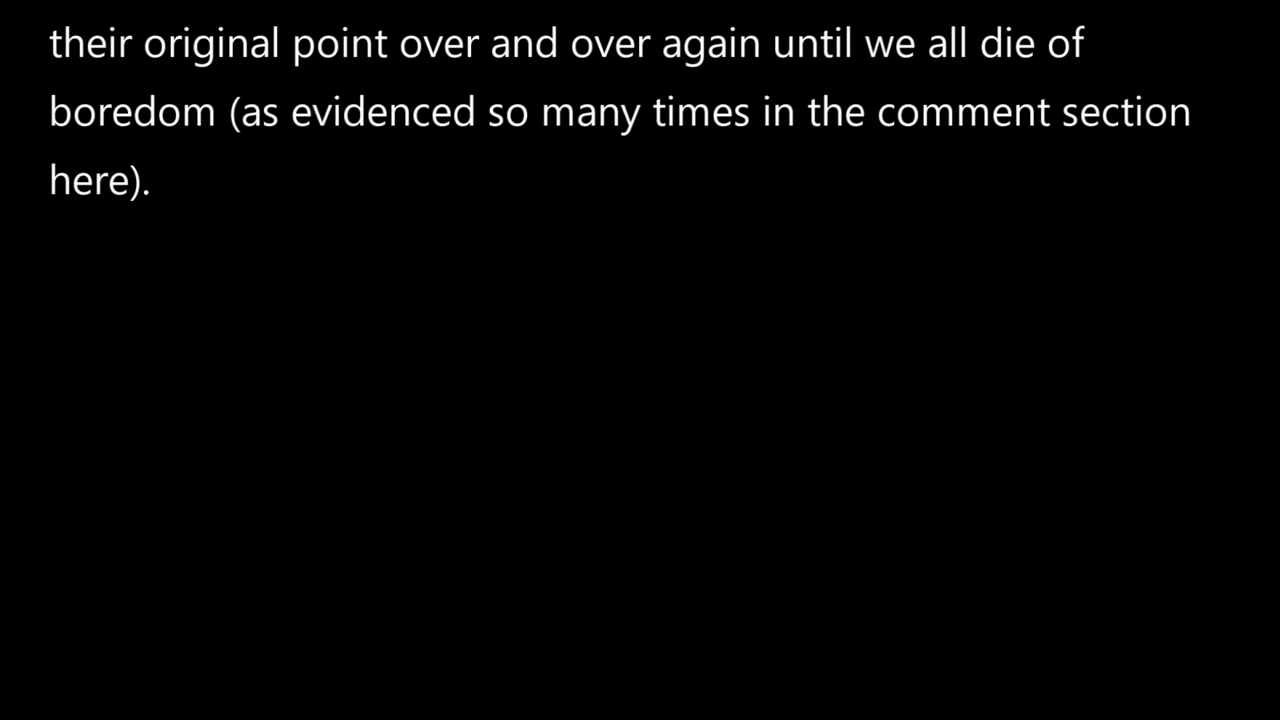 their original point over and over again until we all die of
boredom (as evidenced so many times in the comment section
here).